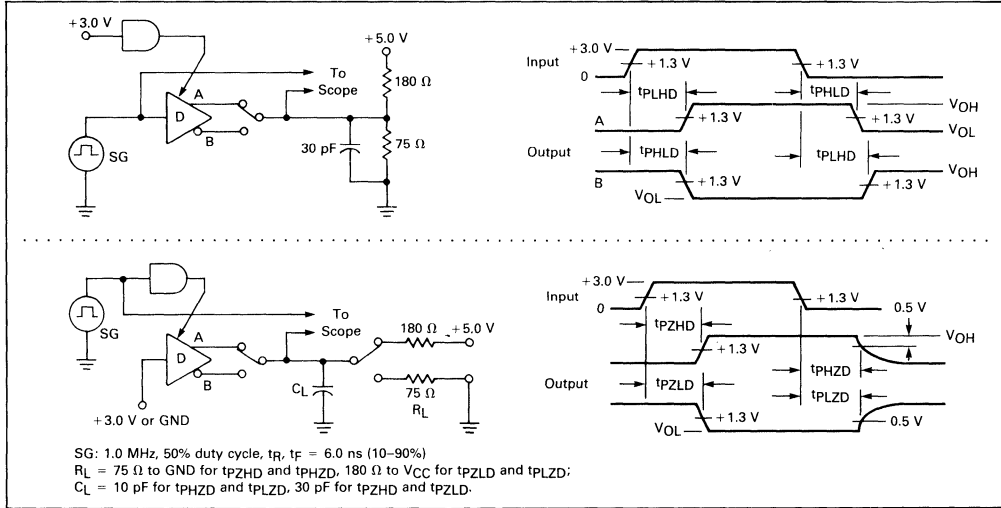 +3.0 V
+5.0 V
To
Scope
180 Ω
A
D
B
30 pF
75 Ω
SG
Input
+3.0 V
0
+1.3 V
+1.3 V
tPLHD
tPHLD
A
+1.3 V
+1.3 V
VOH
VOL
Output
tPHLD
tPLHD
B
VOL
+1.3 V
+1.3 V
VOH
SG
To
Scope
A
D
B
180 Ω
+5.0 V
CL
75 Ω
RL
+3.0 V or GND
+3.0 V
Input
0
+1.3 V
+1.3 V
0.5 V
tPZHD
VOH
+1.3 V
tPHZD
Output
tPZLD
tPLZD
VOL
+1.3 V
0.5 V
SG: 1.0 MHz, 50% duty cycle, tR, tF = 6.0 ns (10–90%)
RL = 75 Ω to GND for tPZHD and tPHZD, 180 Ω to VCC for tPZLD and tPLZD;
CL = 10 pF for tPHZD and tPLZD, 30 pF for tPZHD and tPZLD.